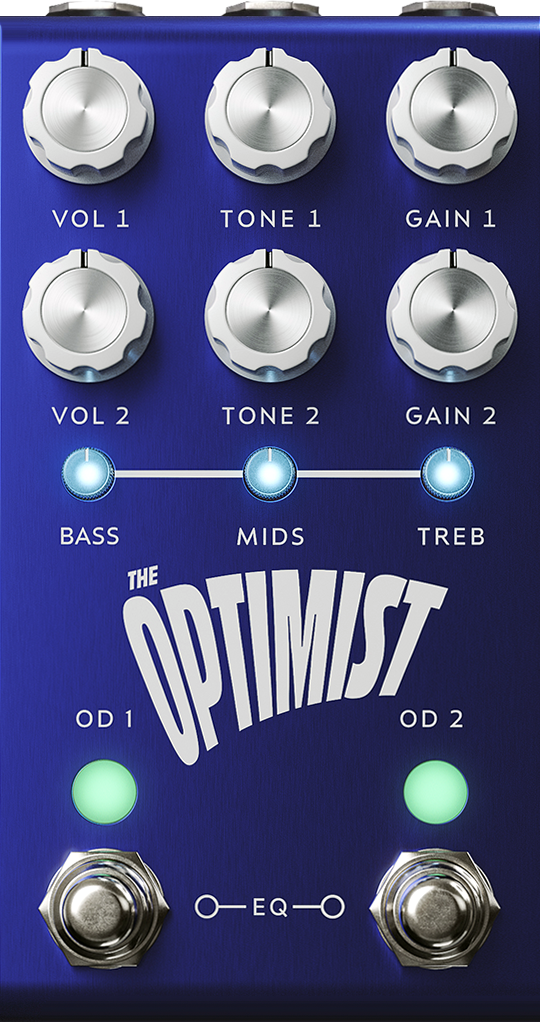 VOL 1 TONE 1 GAIN 1
VOL 2 TONE 2 GAIN 2
BASS MIDS TREB
THE
OPTIMIST
OD 1 OD 2
EQ